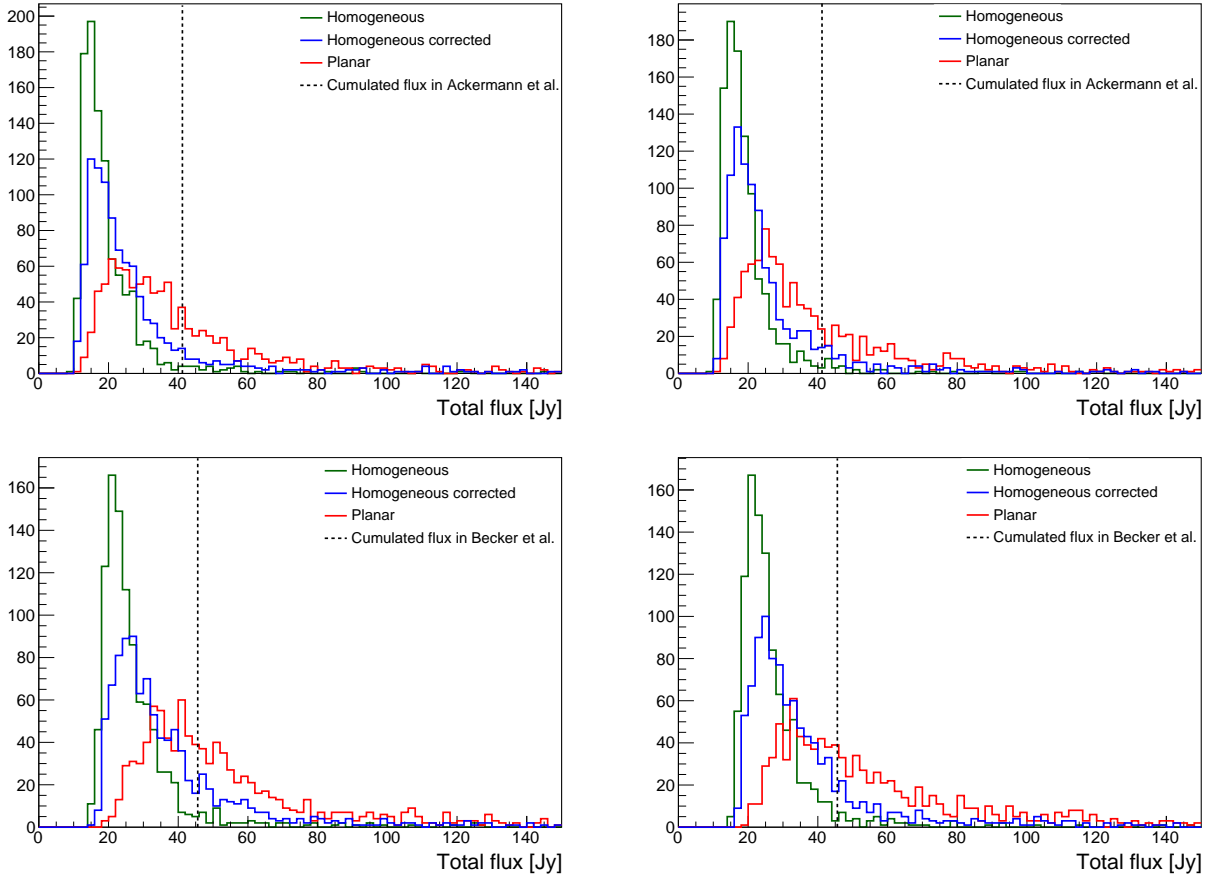 200
180
160
140
120
100
80
60
40
20
0
0 20 40 60 80 100 120 140
Total flux [Jy]
Homogeneous
Homogeneous corrected
Planar
Cumulated flux in Ackermann et al.
180
160
140
120
100
80
60
40
20
0
0 20 40 60 80 100 120 140
Total flux [Jy]
Homogeneous
Homogeneous corrected
Planar
Cumulated flux in Ackermann et al.
160
140
120
100
80
60
40
20
0
0 20 40 60 80 100 120 140
Total flux [Jy]
Homogeneous
Homogeneous corrected
Planar
Cumulated flux in Becker et al.
160
140
120
100
80
60
40
20
0
0 20 40 60 80 100 120 140
Total flux [Jy]
Homogeneous
Homogeneous corrected
Planar
Cumulated flux in Becker et al.